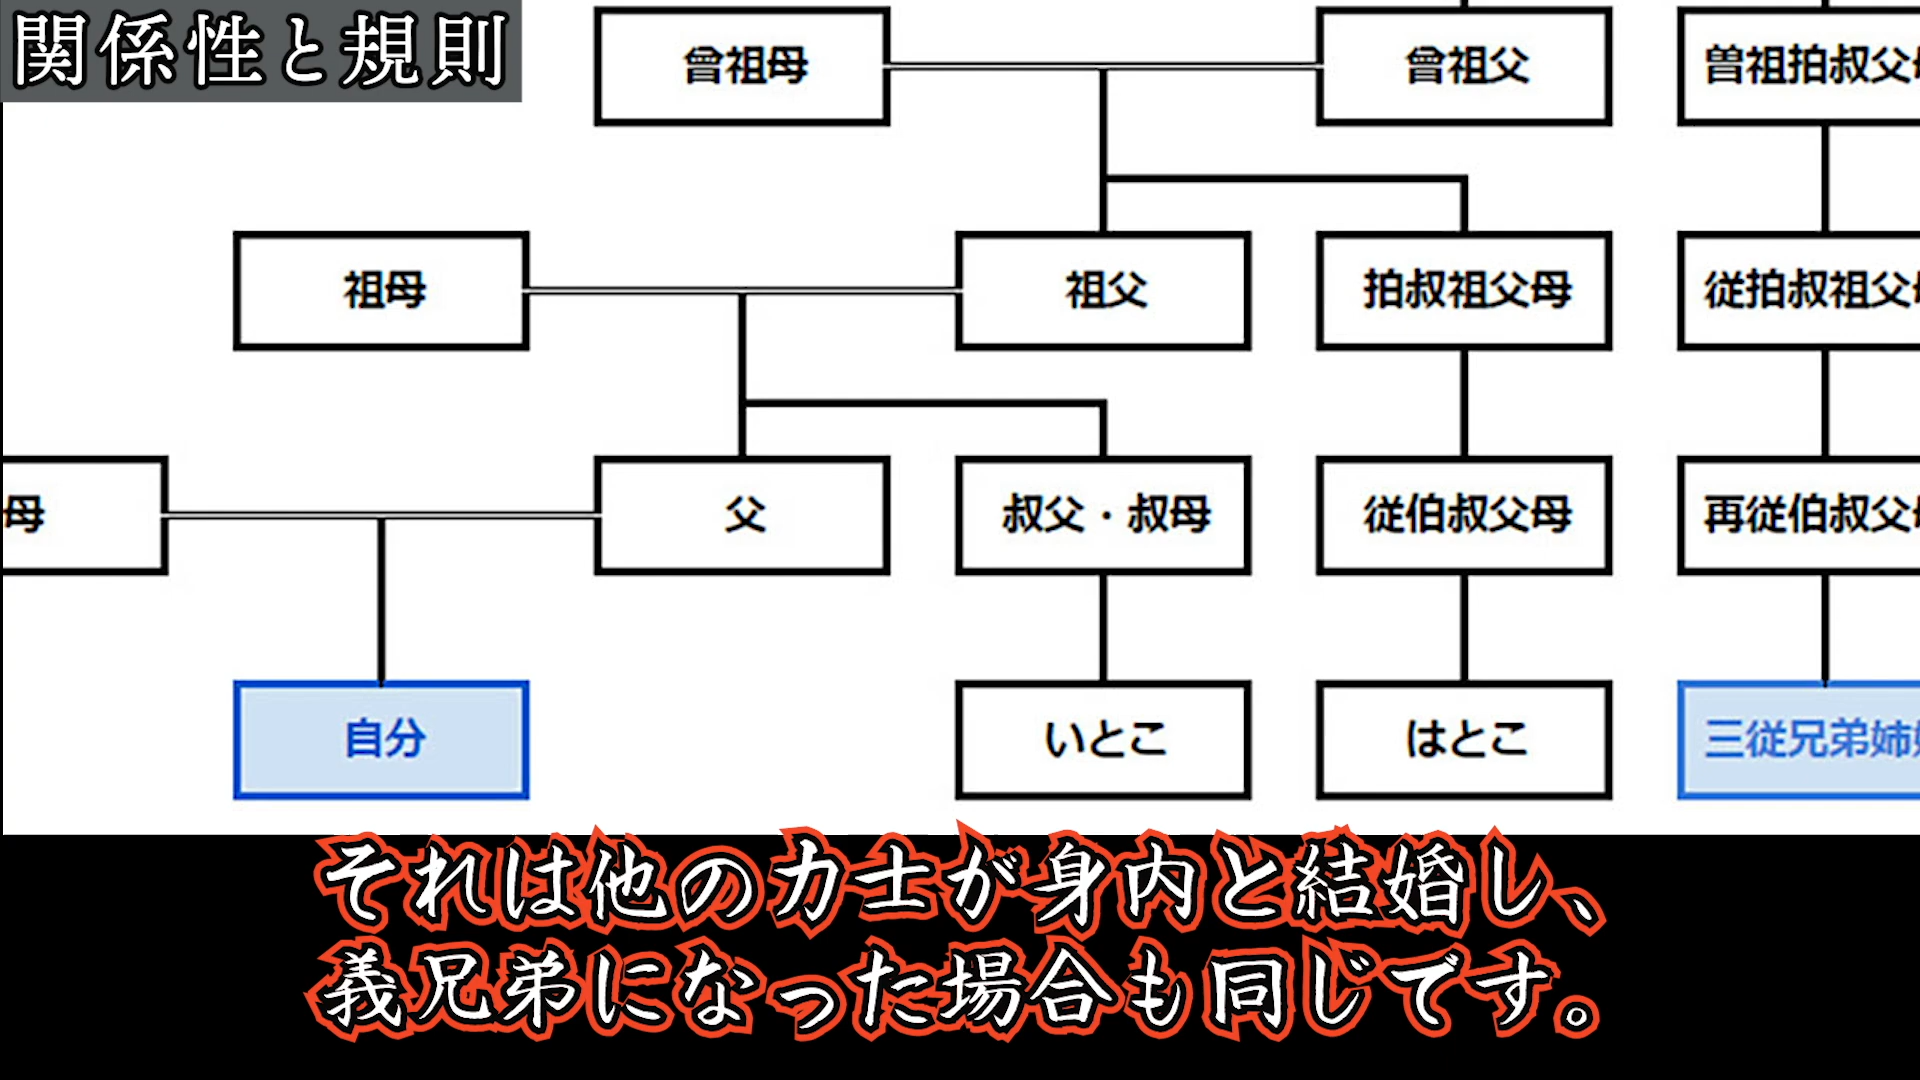 関係性と規則
曾祖母
曾祖父
曽祖拍叔父母
祖母
祖父
拍叔祖父母
従拍叔祖父母
母
父
叔父・叔母
従伯叔父母
再従伯叔父母
自分
いとこ
はとこ
三従兄弟姉
それは他の力士が身内と結婚し、
義兄弟になった場合も同じです。